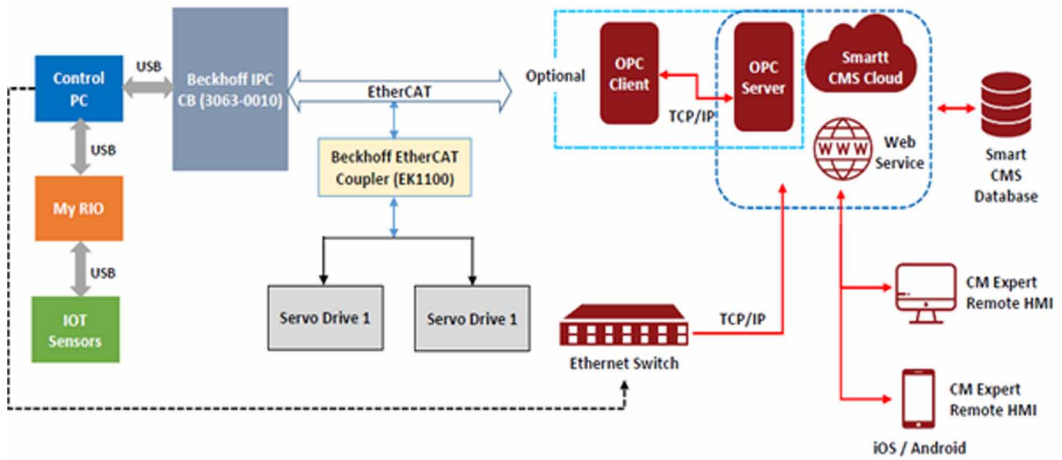 Control
PC
USB
Beckhoff IPC
CB (3063-0010)
EtherCAT
Optional
OPC
Client
TCP/IP
OPC
Server
Smartt
CMS Cloud
WWW
Web
Service
Smart
CMS
Database
USB
My RIO
USB
IOT
Sensors
Beckhoff EtherCAT
Coupler (EK1100)
Servo Drive 1
Servo Drive 1
Ethernet Switch
TCP/IP
CM Expert
Remote HMI
CM Expert
Remote HMI
iOS / Android